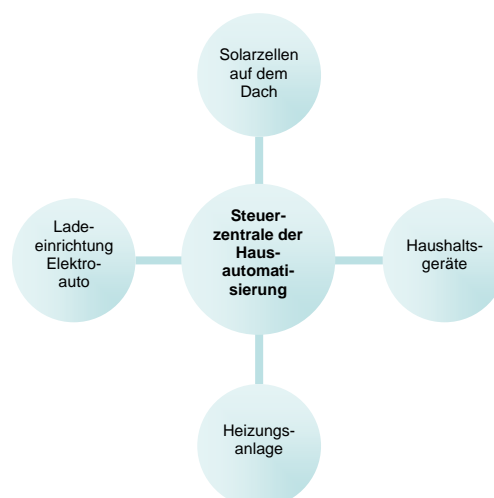 Solarzellen
auf dem
Dach
Lade-
einrichtung
Elektro-
auto
Steuer-
zentrale der
Haus-
automati-
sierung
Haushalts-
geräte
Heizungs-
anlage